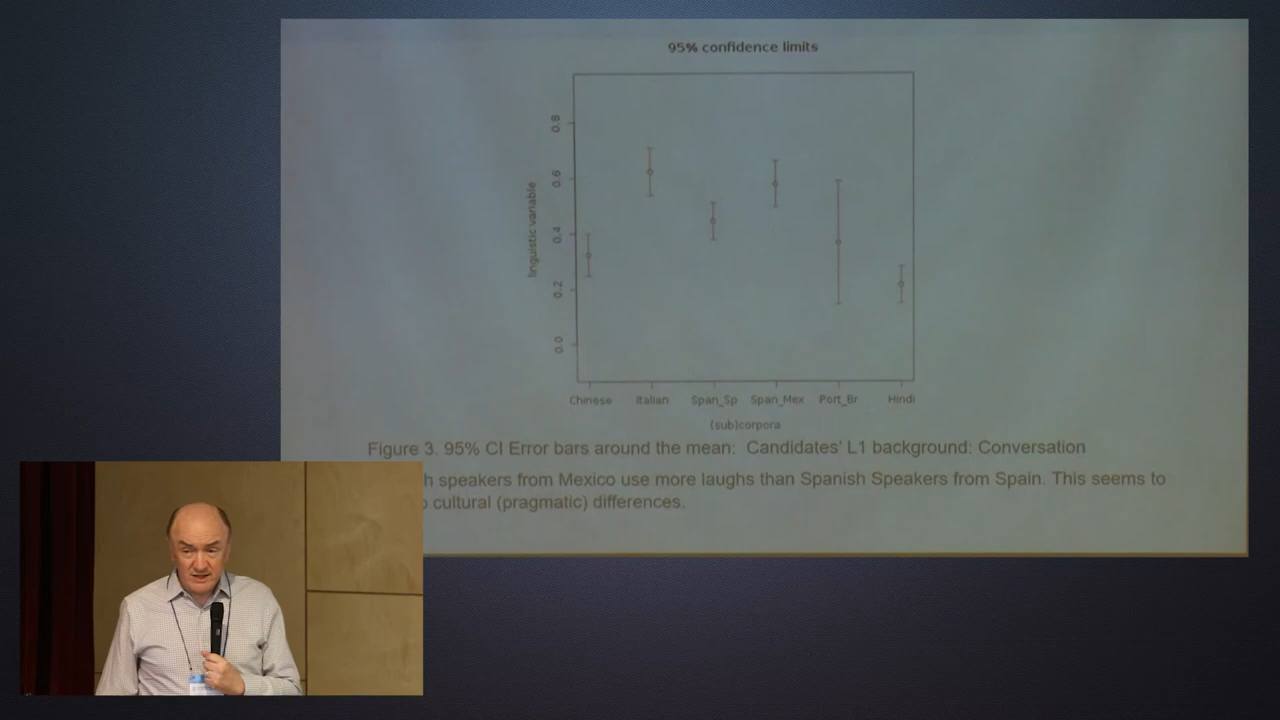 95% confidence limits
linguistic variable
0.8
0.6
0.4
0.2
0.0
Chinese Italian Span_Sp Span_Mex Port_Br Hindi
(sub)corpora
Figure 3. 95% CI Error bars around the mean: Candidates' L1 background: Conversation
speakers from Mexico use more laughs than Spanish Speakers from Spain. This seems to
cultural (pragmatic) differences.